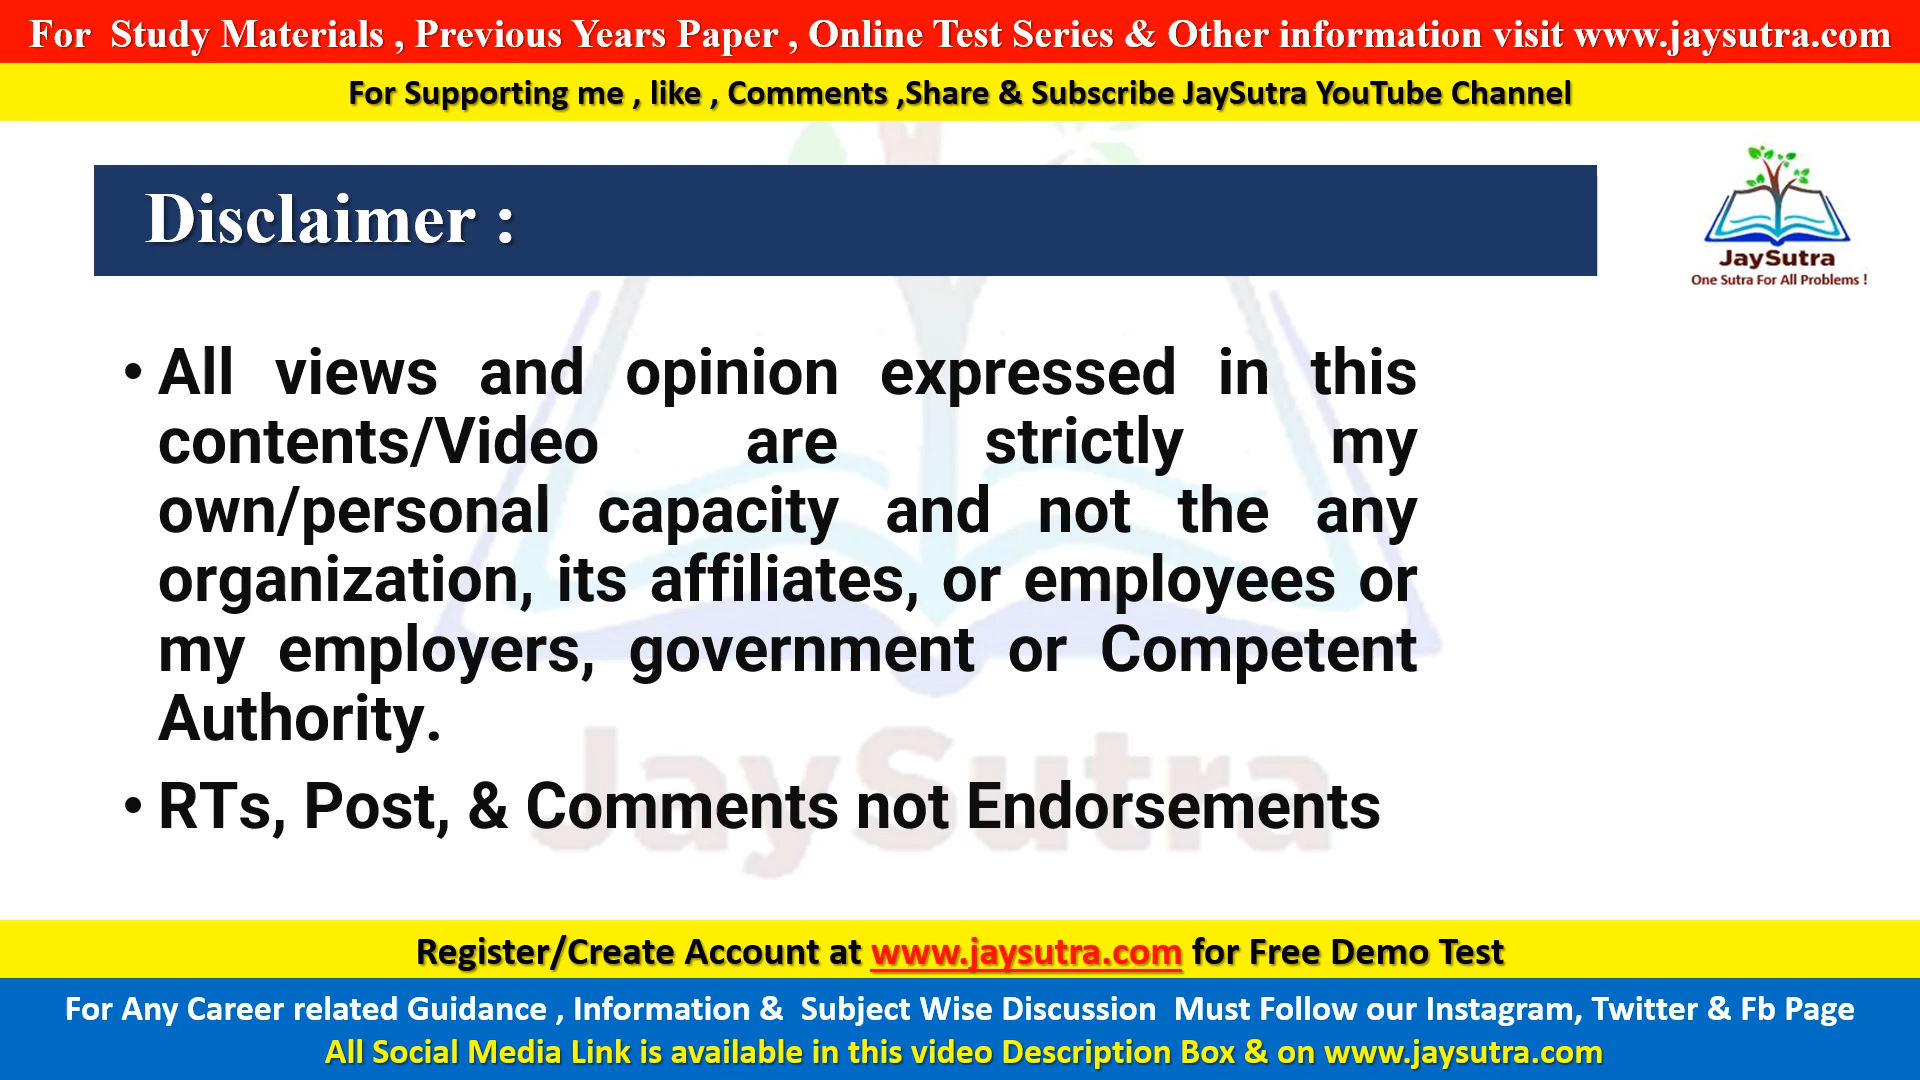 For Study Materials , Previous Years Paper , Online Test Series & Other information visit www.jaysutra.com
For Supporting me , like , Comments ,Share & Subscribe JaySutra YouTube Channel
Disclaimer :
JaySutra
One Sutra For All Problems !
• All views and opinion expressed in this
contents/Video are strictly my
own/personal capacity and not the any
organization, its affiliates, or employees or
my employers, government or Competent
Authority.
• RTs, Post, & Comments not Endorsements
JaySutra
Register/Create Account at www.jaysutra.com for Free Demo Test
For Any Career related Guidance , Information & Subject Wise Discussion Must Follow our Instagram, Twitter & Fb Page
All Social Media Link is available in this video Description Box & on www.jaysutra.com